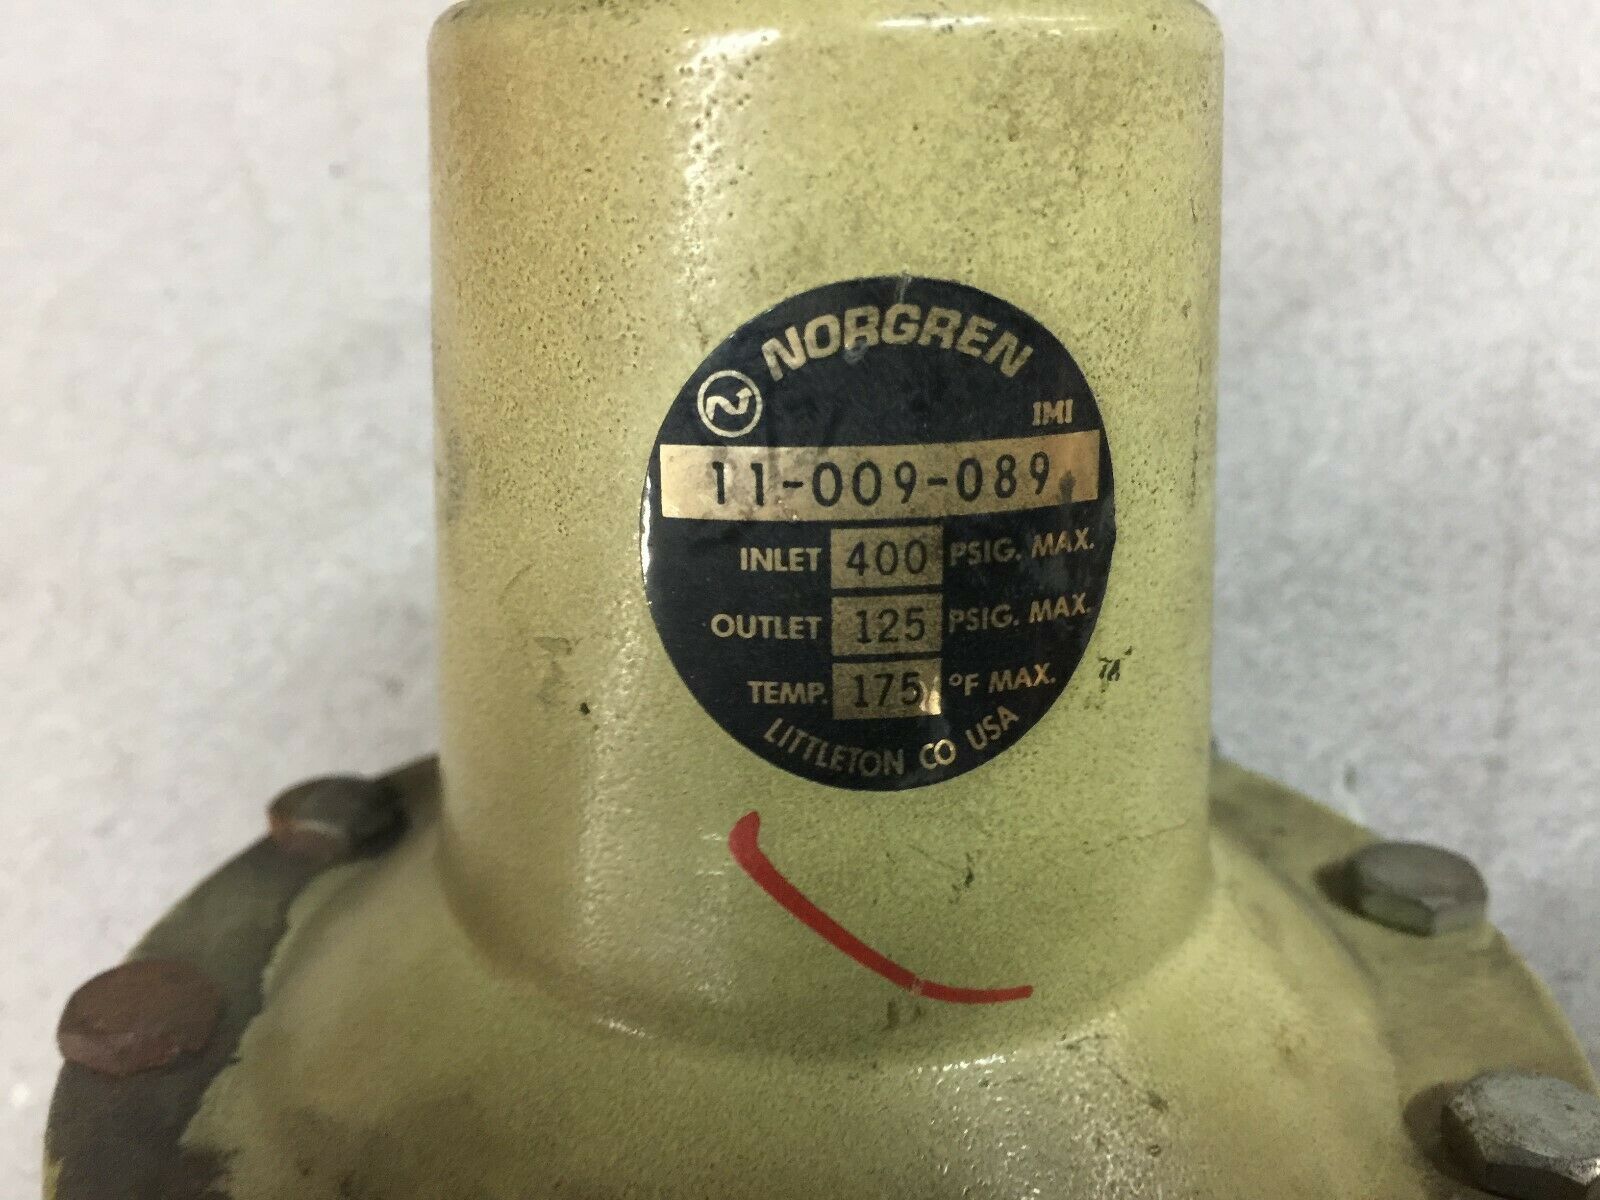 NORGREN
IMI
11-009-089
INLET 400 PSIG. MAX.
OUTLET 125 PSIG. MAX.
TEMP. 175 °F MAX.
LITTLETON CO USA